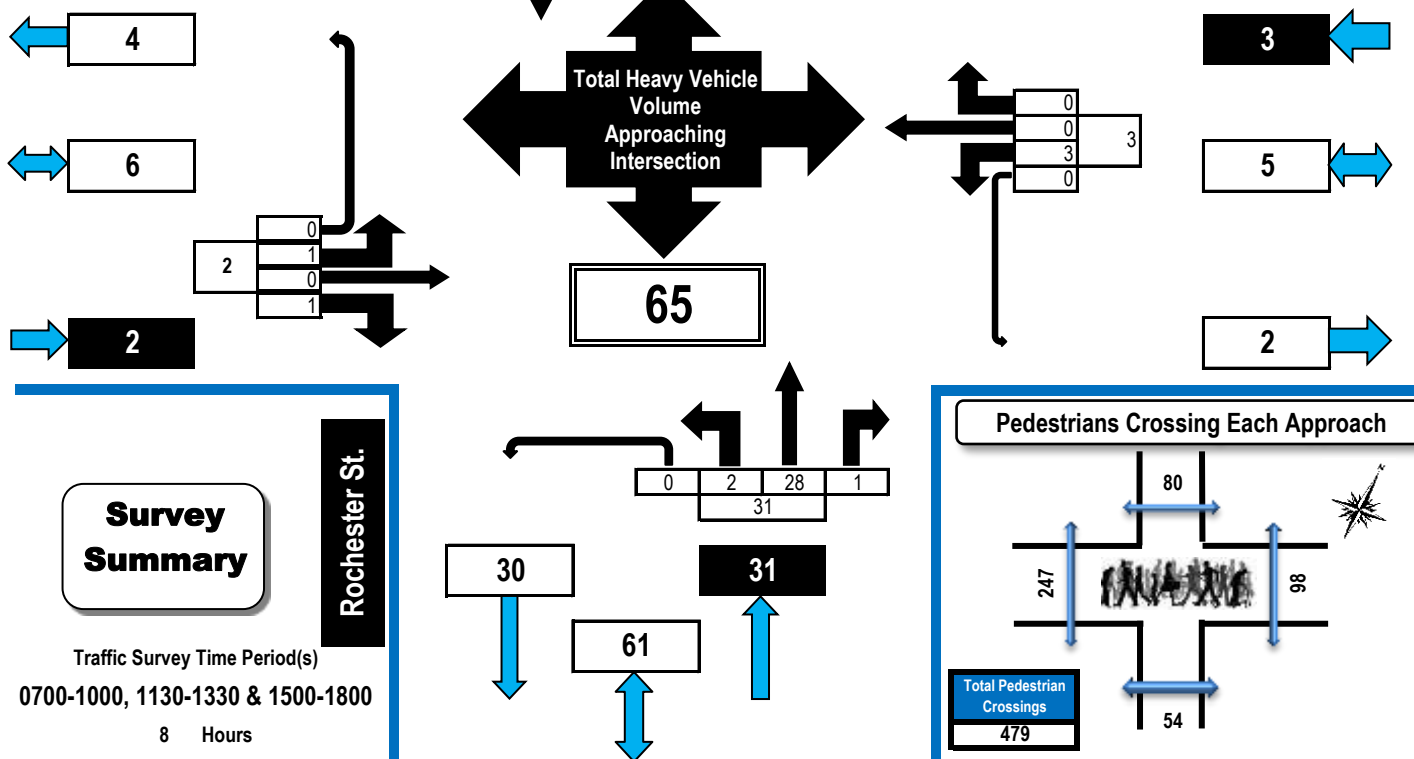 4
3
Total Heavy Vehicle
Volume
Approaching
Intersection
0
0
3
0
3
6
5
0
1
0
1
2
65
2
2
0
2
28
1
31
Pedestrians Crossing Each Approach
80
247
98
54
Total Pedestrian
Crossings
479
Survey
Summary
Rochester St.
30
31
61
Traffic Survey Time Period(s)
0700-1000, 1130-1330 & 1500-1800
8 Hours